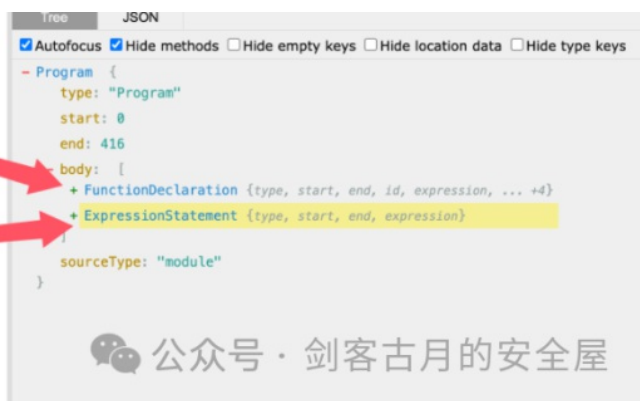 Tree JSON
Autofocus Hide methods Hide empty keys Hide location data Hide type keys
- Program {
type: "Program"
start: 0
end: 416
- body: [
+ FunctionDeclaration {type, start, end, id, expression, ... +4}
+ ExpressionStatement {type, start, end, expression}
]
sourceType: "module"
}
公众号 · 剑客古月的安全屋